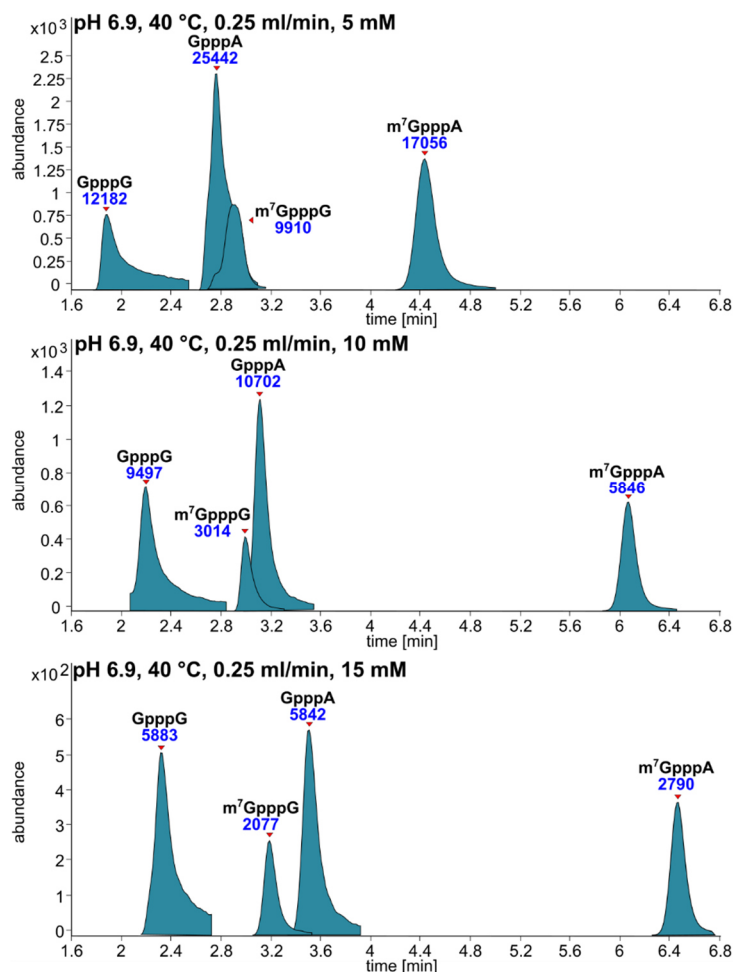 pH 6.9, 40 °C, 0.25 ml/min, 5 mM
x10³
abundance
2.5
2.25
2
1.75
1.5
1.25
1
0.75
0.5
0.25
0
GpppG
12182
GpppA
25442
m⁷GpppG
9910
m⁷GpppA
17056
1.6 2 2.4 2.8 3.2 3.6 4 4.4 4.8 5.2 5.6 6 6.4 6.8
time [min]
pH 6.9, 40 °C, 0.25 ml/min, 10 mM
x10³
abundance
1.4
1.2
1
0.8
0.6
0.4
0.2
0
GpppG
9497
m⁷GpppG
3014
GpppA
10702
m⁷GpppA
5846
1.6 2 2.4 2.8 3.2 3.6 4 4.4 4.8 5.2 5.6 6 6.4 6.8
time [min]
pH 6.9, 40 °C, 0.25 ml/min, 15 mM
x10²
abundance
6
5
4
3
2
1
0
GpppG
5883
m⁷GpppG
2077
GpppA
5842
m⁷GpppA
2790
1.6 2 2.4 2.8 3.2 3.6 4 4.4 4.8 5.2 5.6 6 6.4 6.8
time [min]